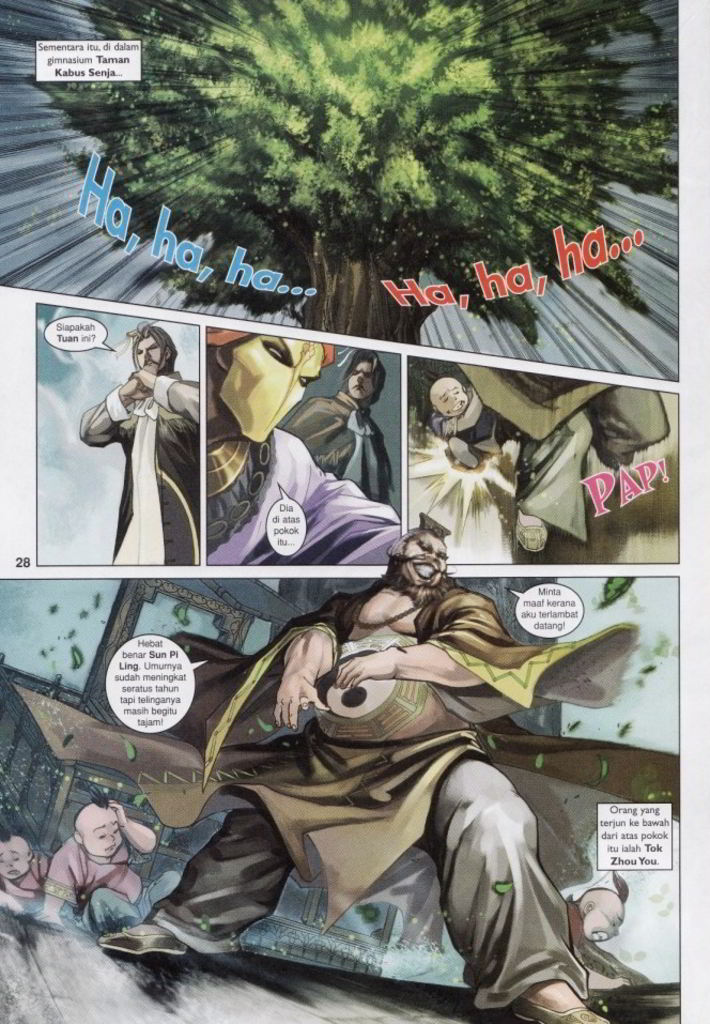 Sementara itu, di dalam
gimnasium Taman
Kabus Senja...
Ha, ha, ha...
Ha, ha, ha...
Siapakah
Tuan ini?
Dia
di atas
pokok
itu...
PAP!
28
Minta
maaf kerana
aku terlambat
datang!
Hebat
benar Sun Pi
Ling. Umurnya
sudah meningkat
seratus tahun
tapi telinganya
masih begitu
tajam!
Orang yang
terjun ke bawah
dari atas pokok
itu ialah Tok
Zhou You.